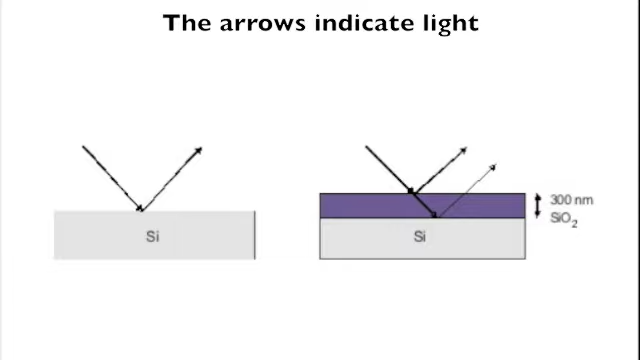 The arrows indicate light
300 nm
SiO₂
Si
Si